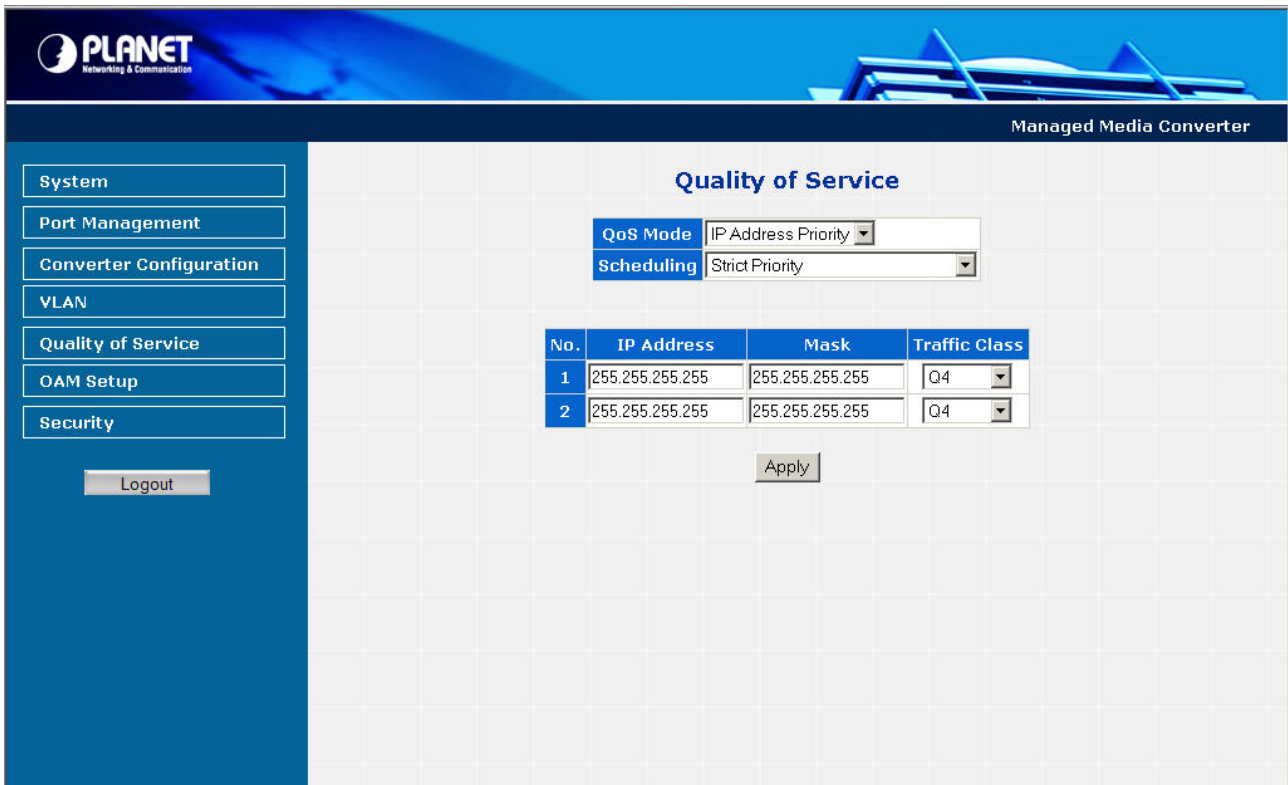 PLANET
Networking & Communication
Managed Media Converter
System
Port Management
Converter Configuration
VLAN
Quality of Service
OAM Setup
Security
Logout
Quality of Service
QoS Mode IP Address Priority
Scheduling Strict Priority
No. IP Address Mask Traffic Class
1 255.255.255.255 255.255.255.255 Q4
2 255.255.255.255 255.255.255.255 Q4
Apply